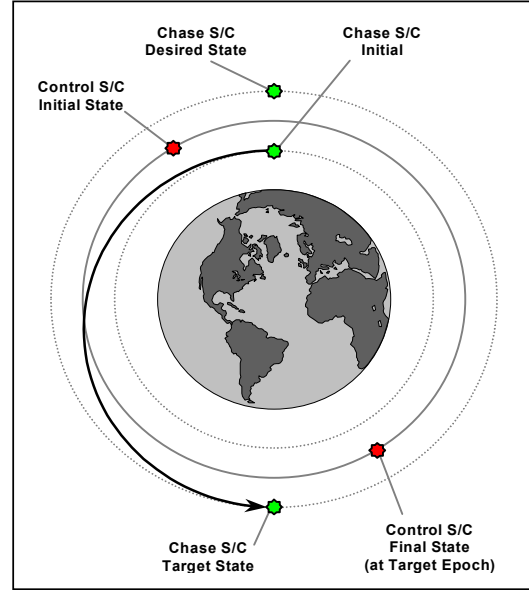 Chase S/C
Desired State
Chase S/C
Initial
Control S/C
Initial State
Chase S/C
Target State
Control S/C
Final State
(at Target Epoch)